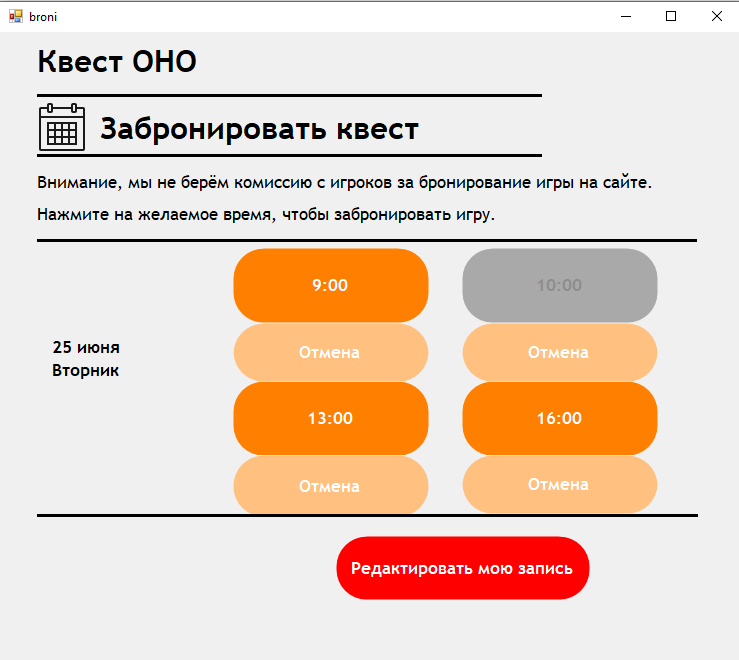 broni
Квест ОНО
Забронировать квест
Внимание, мы не берём комиссию с игроков за бронирование игры на сайте.
Нажмите на желаемое время, чтобы забронировать игру.
9:00
10:00
Отмена
Отмена
25 июня
Вторник
13:00
16:00
Отмена
Отмена
Редактировать мою запись